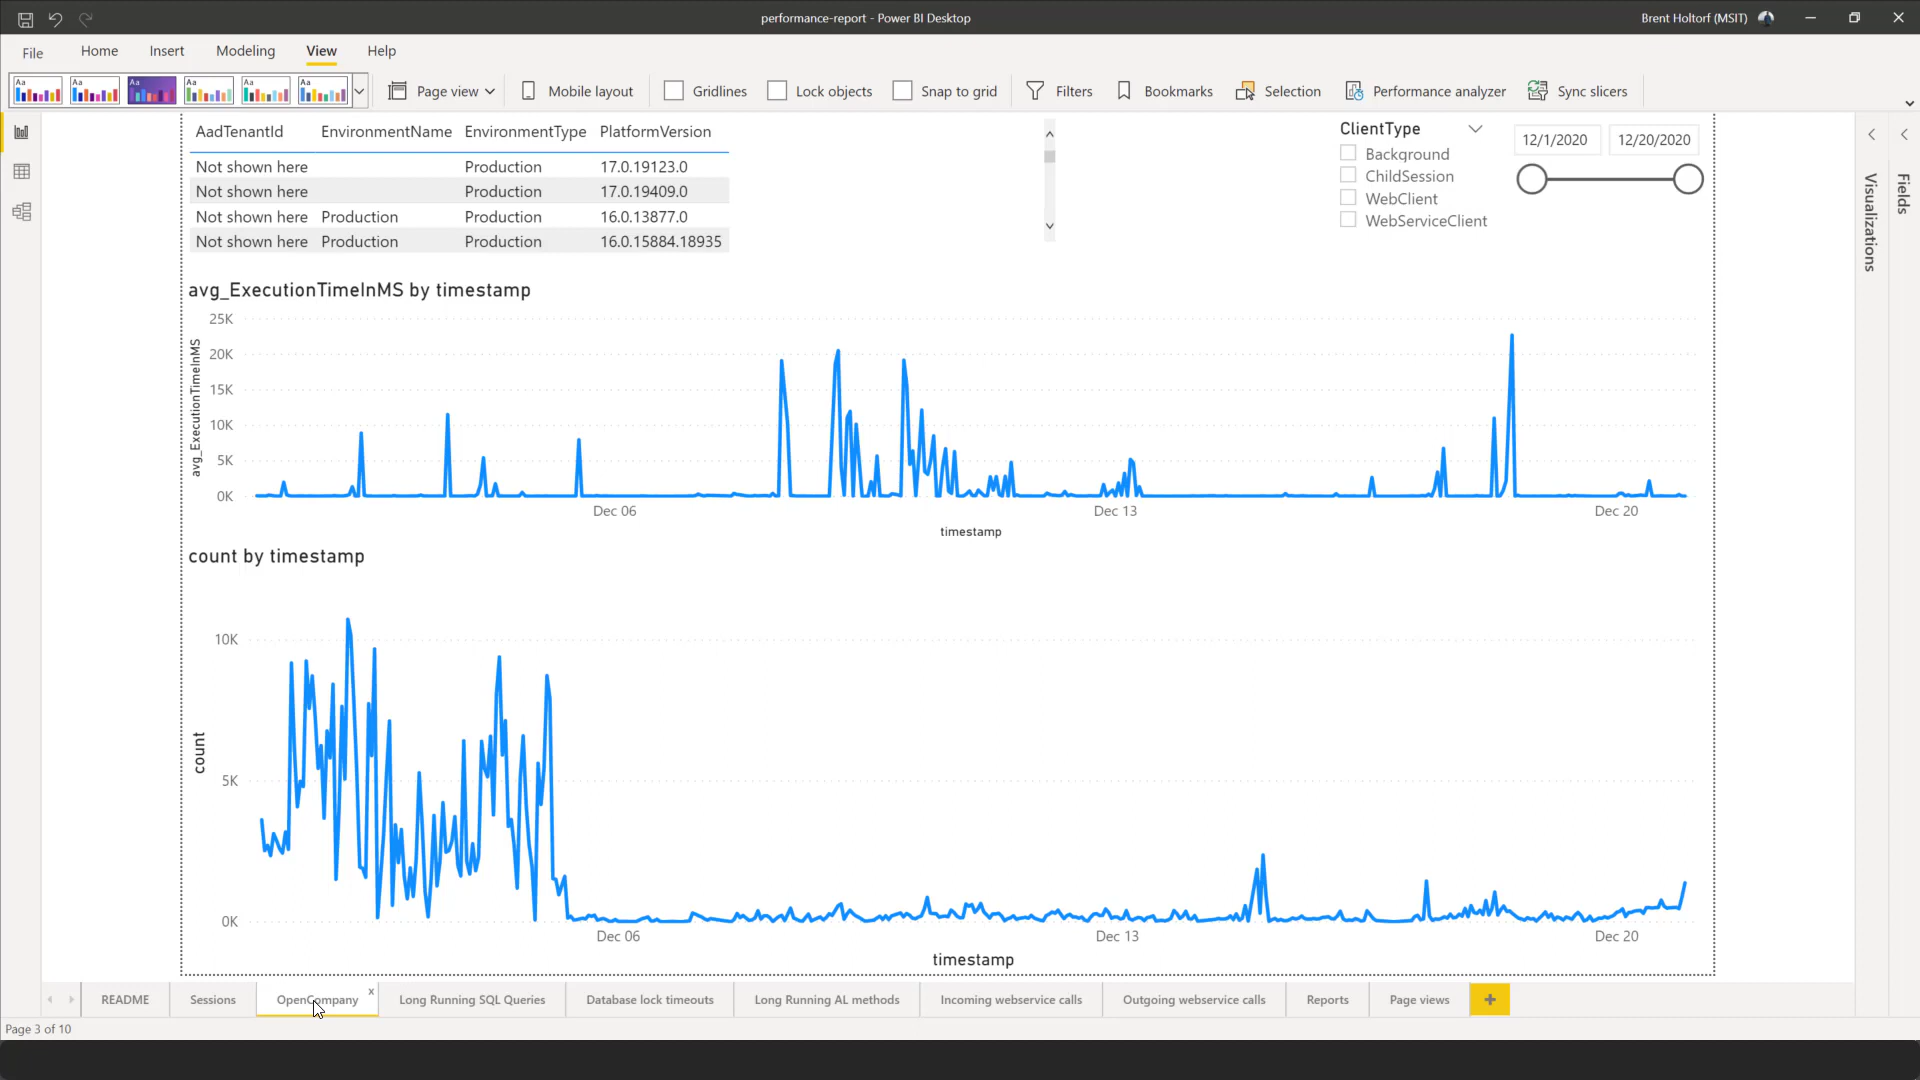 performance-report - Power BI Desktop
Brent Holtorf (MSIT)
File Home Insert Modeling View Help
Aa Aa Aa Aa Aa Aa
Page view Mobile layout Gridlines Lock objects Snap to grid Filters Bookmarks Selection Performance analyzer Sync slicers
AadTenantId EnvironmentName EnvironmentType PlatformVersion
Not shown here Production 17.0.19123.0
Not shown here Production 17.0.19409.0
Not shown here Production Production 16.0.13877.0
Not shown here Production Production 16.0.15884.18935
ClientType
Background
ChildSession
WebClient
WebServiceClient
12/1/2020 12/20/2020
Visualizations
Fields
avg_ExecutionTimeInMS by timestamp
avg_ExecutionTimeInMS
25K
20K
15K
10K
5K
0K
Dec 06 Dec 13 Dec 20
timestamp
count by timestamp
count
10K
5K
0K
Dec 06 Dec 13 Dec 20
timestamp
README Sessions OpenCompany x Long Running SQL Queries Database lock timeouts Long Running AL methods Incoming webservice calls Outgoing webservice calls Reports Page views +
Page 3 of 10